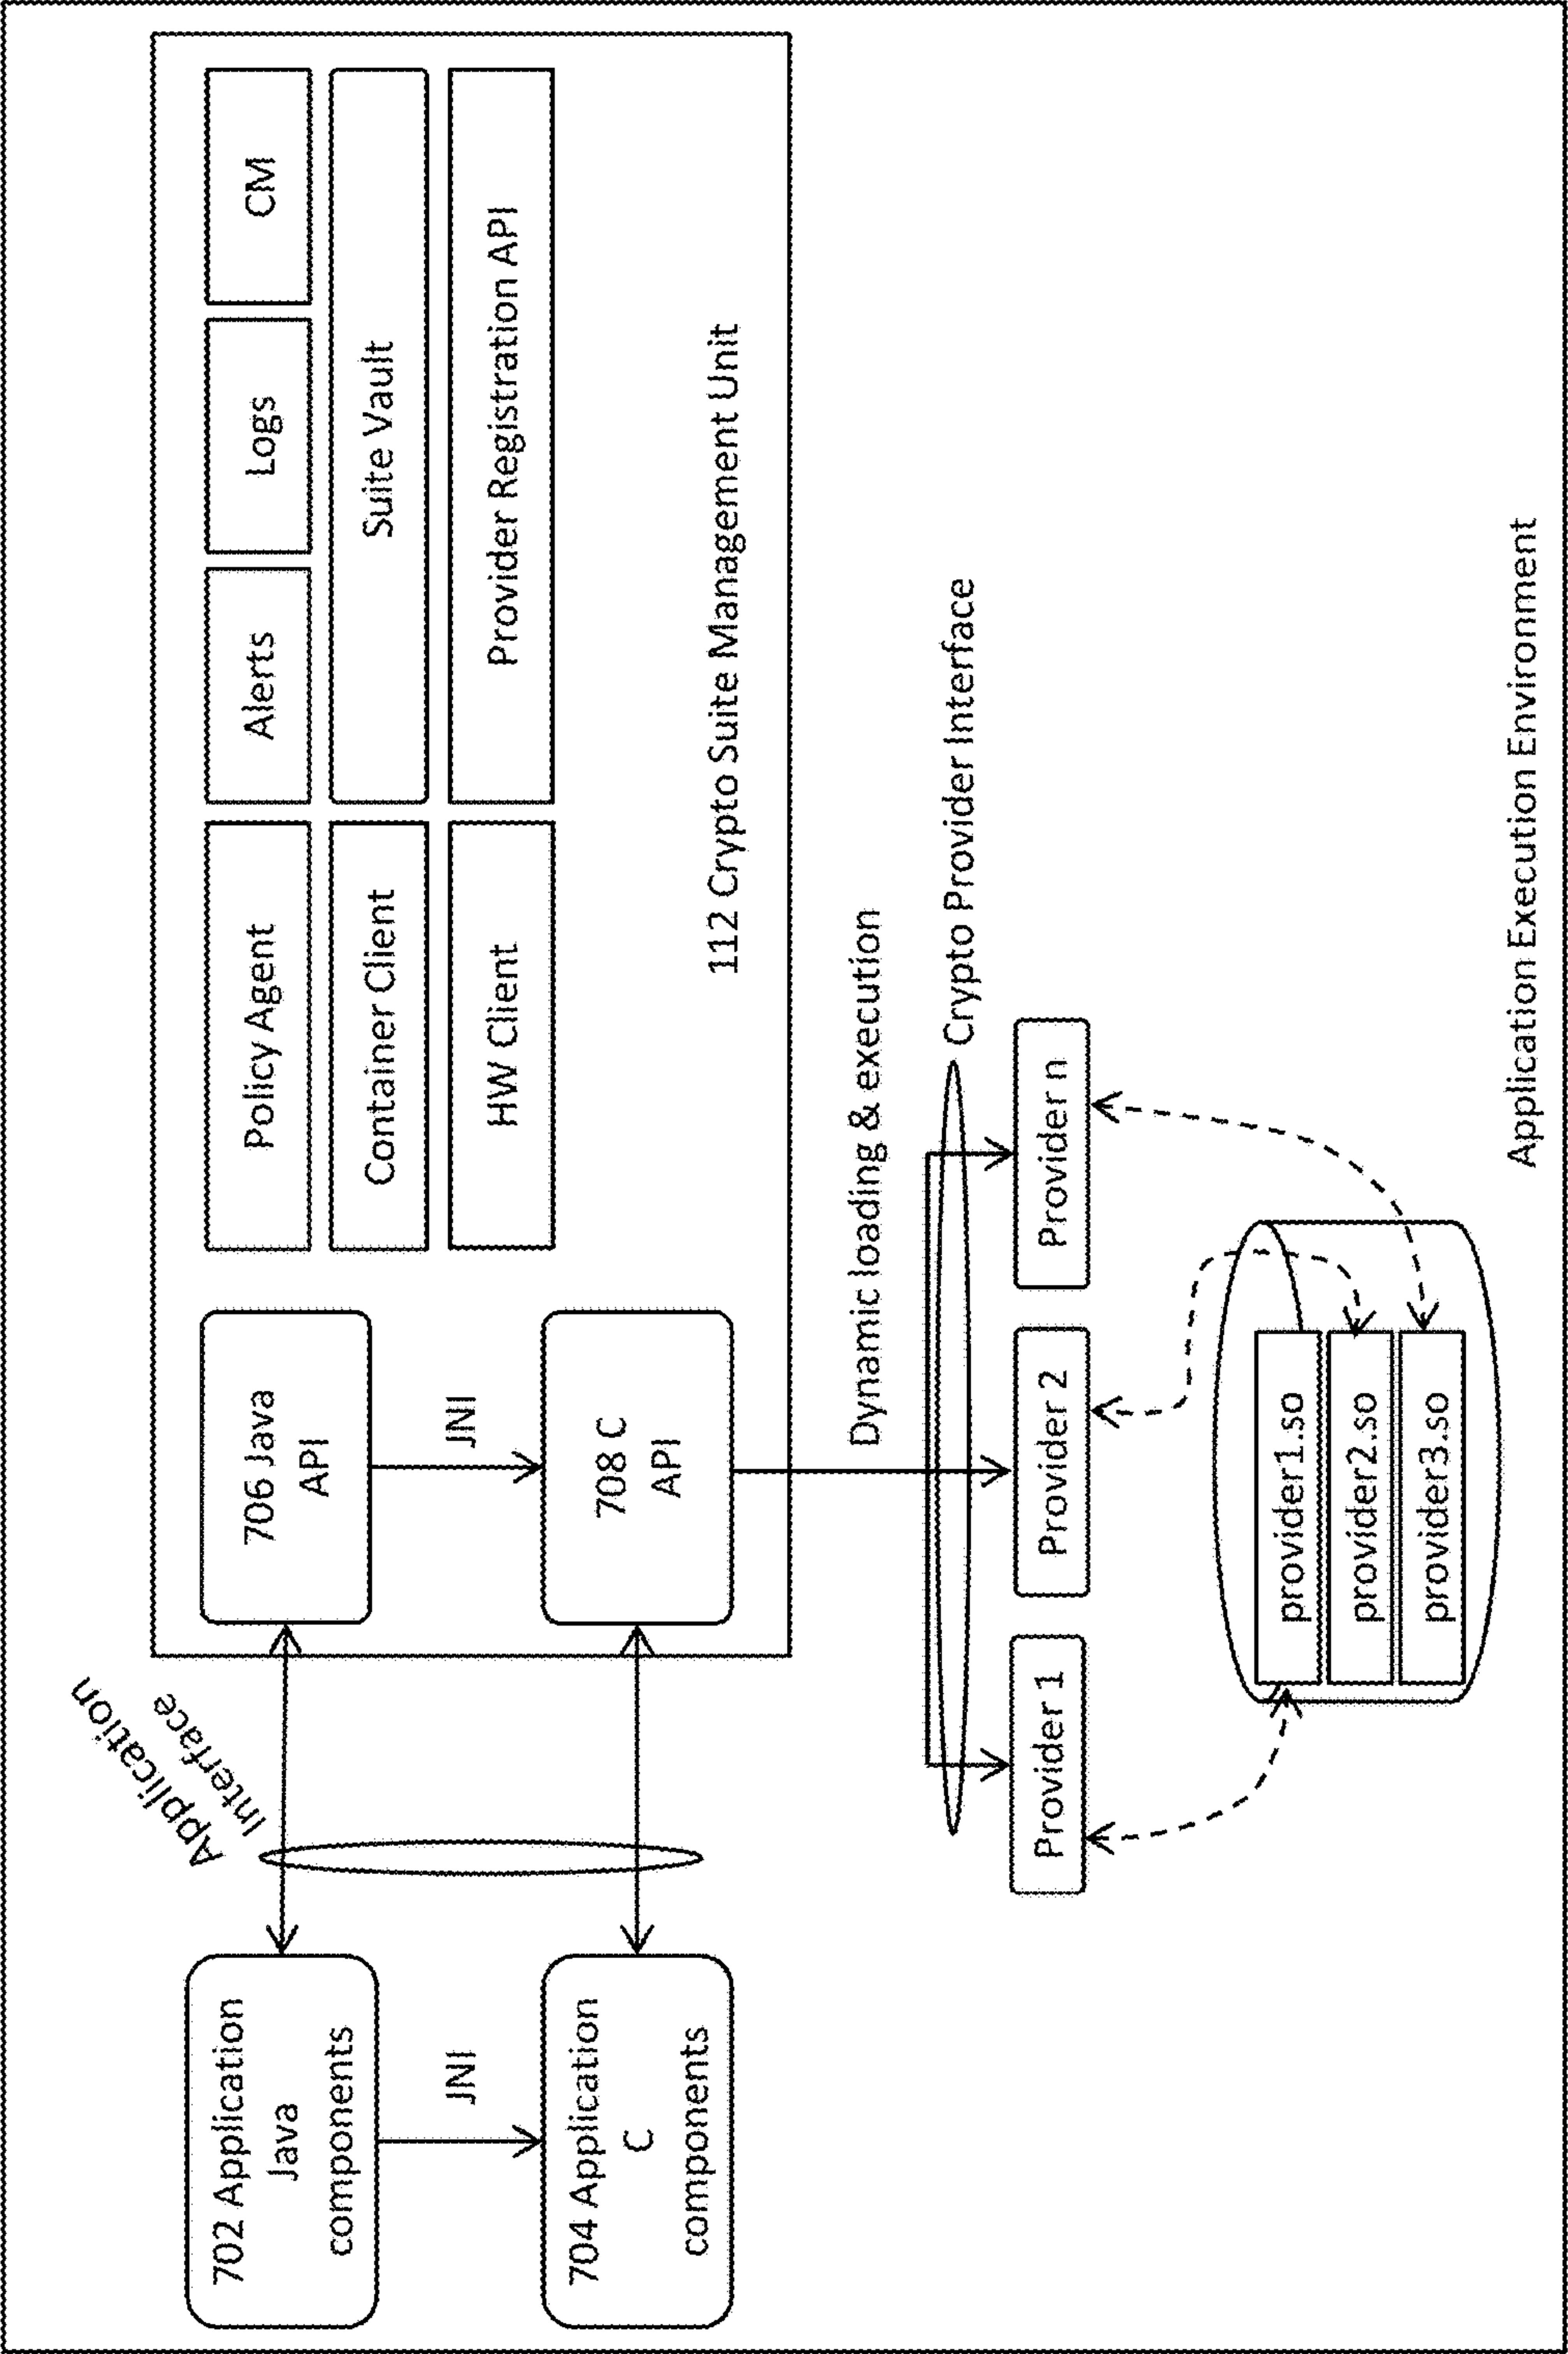 Application
Interface
702 Application
Java
components
JNI
704 Application
C
components
706 Java
API
JNI
708 C
API
Policy Agent
Alerts
Logs
CM
Container Client
Suite Vault
HW Client
Provider Registration API
112 Crypto Suite Management Unit
Dynamic loading & execution
Crypto Provider Interface
Provider 1
Provider 2
Provider n
provider1.so
provider2.so
provider3.so
Application Execution Environment